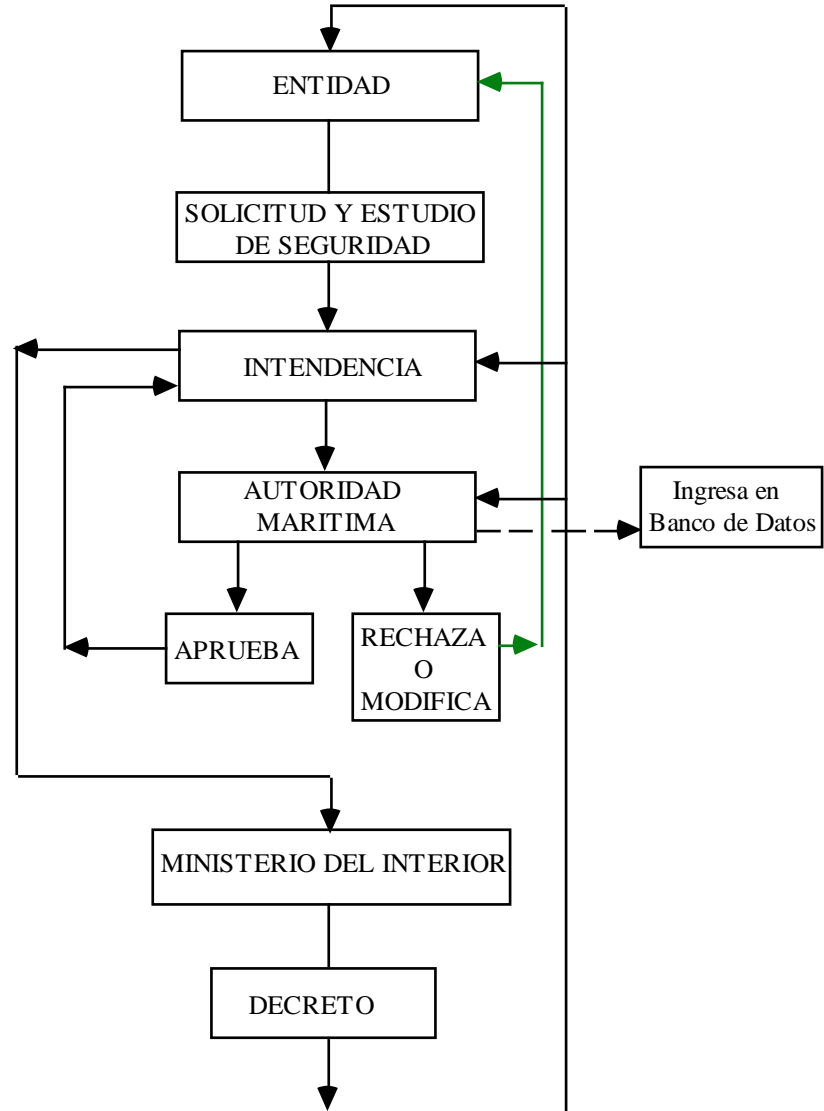 ENTIDAD
SOLICITUD Y ESTUDIO
DE SEGURIDAD
INTENDENCIA
AUTORIDAD
MARITIMA
Ingresa en
Banco de Datos
APRUEBA
RECHAZA
O
MODIFICA
MINISTERIO DEL INTERIOR
DECRETO